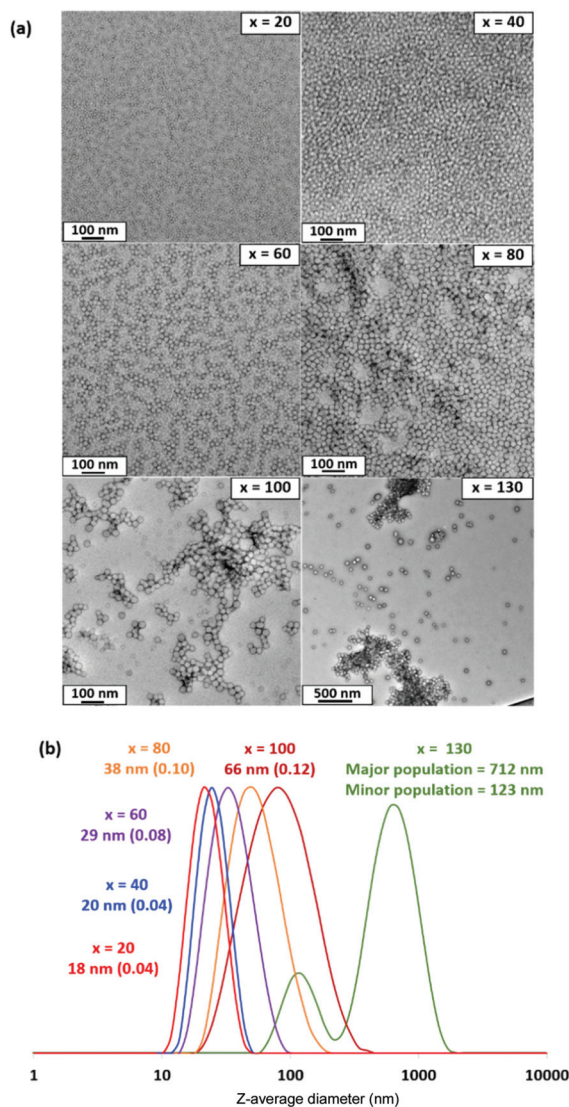 (a)
x = 20
x = 40
100 nm
100 nm
x = 60
x = 80
100 nm
100 nm
x = 100
x = 130
100 nm
500 nm
(b)
x = 80
38 nm (0.10)
x = 100
66 nm (0.12)
x = 130
Major population = 712 nm
Minor population = 123 nm
x = 60
29 nm (0.08)
x = 40
20 nm (0.04)
x = 20
18 nm (0.04)
1 10 100 1000 10000
Z-average diameter (nm)